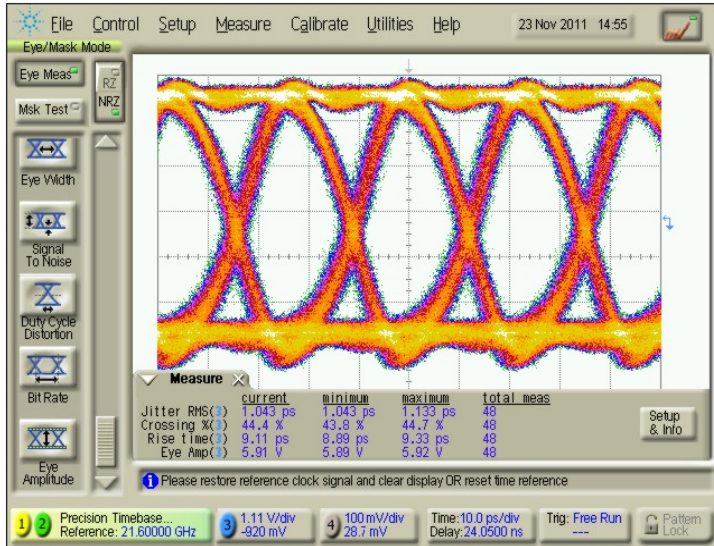 File Control Setup Measure Calibrate Utilities Help 23 Nov 2011 14:55
Eye/Mask Mode
Eye Meas
RZ
NRZ
Msk Test
Eye Width
Signal
To Noise
Duty Cycle
Distortion
Bit Rate
Eye
Amplitude
Measure
current minimum maximum total meas
Jitter RMS(3) 1.043 ps 1.043 ps 1.133 ps 48
Crossing %(3) 44.4 % 43.8 % 44.7 % 48
Rise time(3) 9.11 ps 8.89 ps 9.33 ps 48
Eye Amp(3) 5.91 V 5.89 V 5.92 V 48
Setup
& Info
Please restore reference clock signal and clear display OR reset time reference
1 2 Precision Timebase...
Reference: 21.60000 GHz
3 1.11 V/div
-920 mV
4 100 mV/div
28.7 mV
Time:10.0 ps/div
Delay:24.0500 ns
Trig: Free Run
---
Pattern
Lock